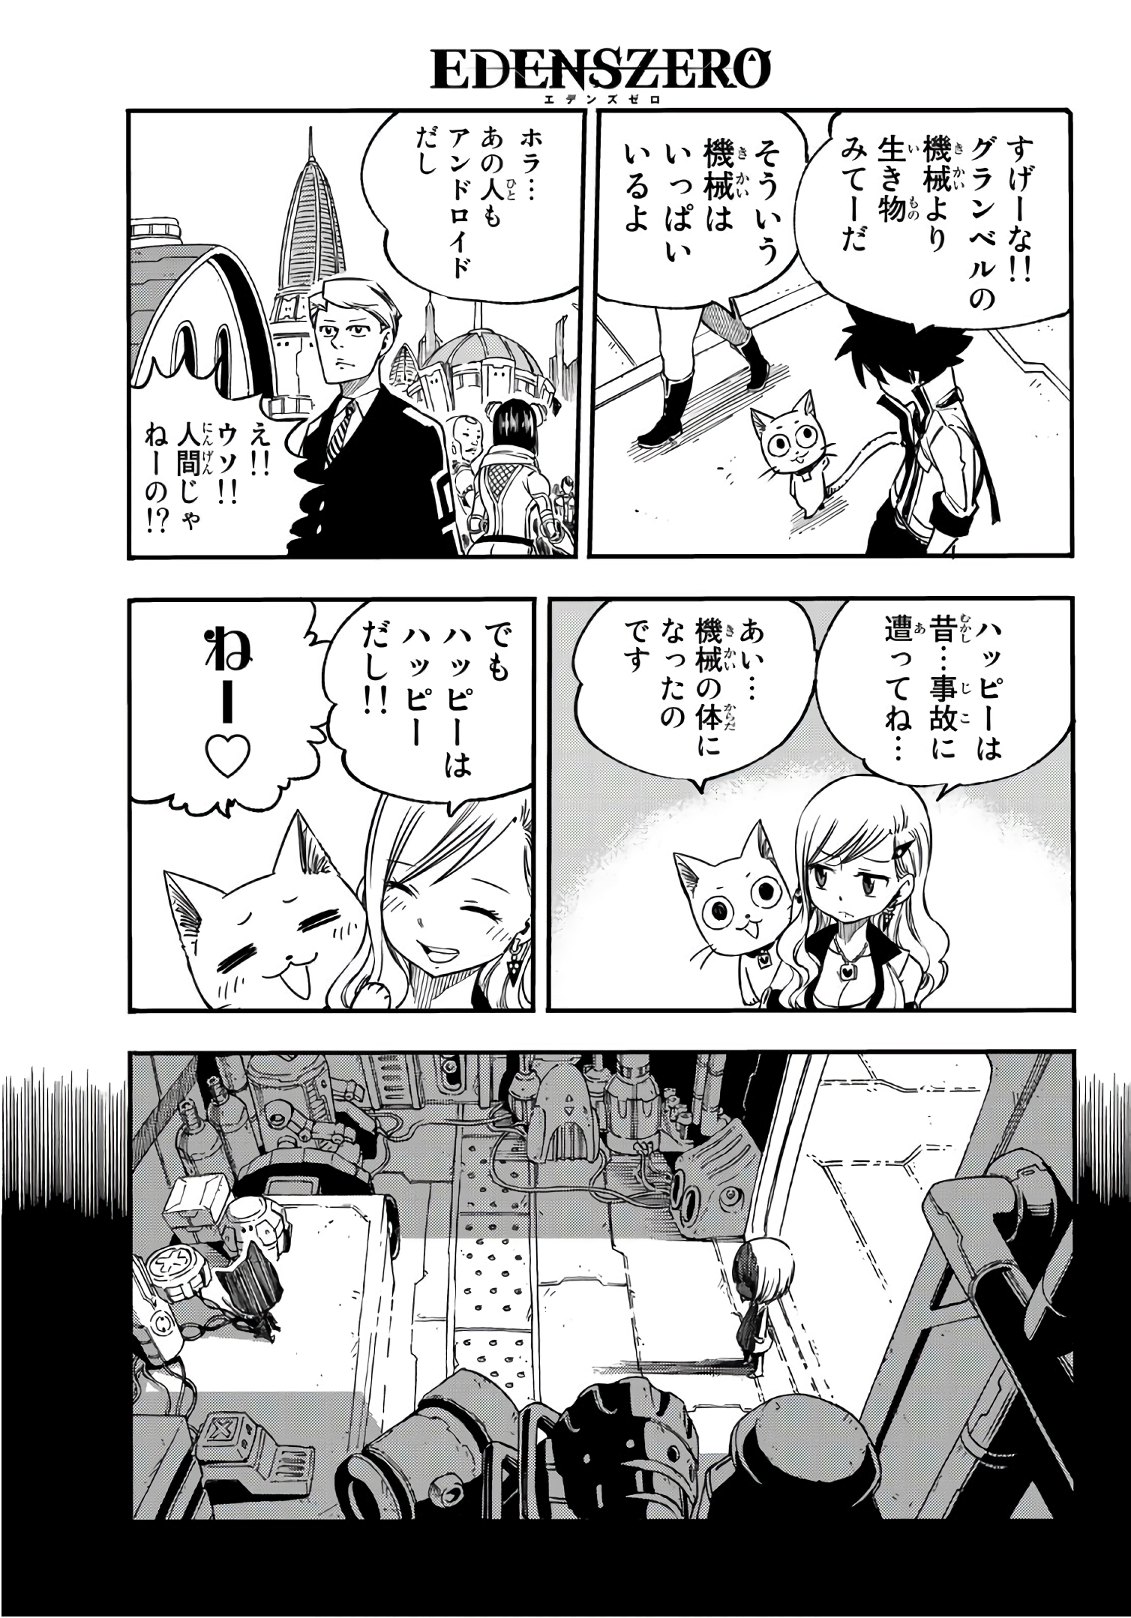 EDENSZERO
エデンズゼロ
すげーな!!
グランベルの
機械より
生き物
みてーだ
そういう
機械は
いっぱい
いるよ
ホラ…
あの人も
アンドロイド
だし
え!!
ウソ!!
人間じゃ
ねーの!?
ハッピーは
昔…事故に
遭ってね…
あい…
機械の体に
なったの
です
でも
ハッピーは
ハッピー
だし!!
ねー♡